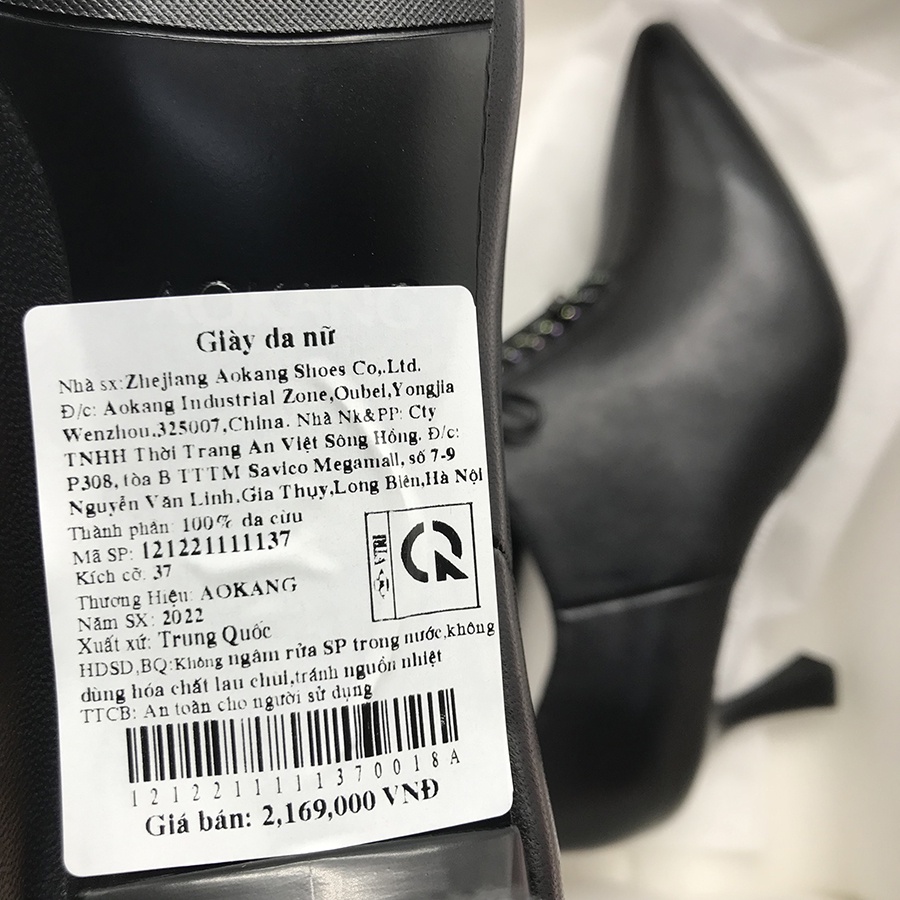 AOKANG
Giày da nữ
Nhà sx:Zhejiang Aokang Shoes Co,.Ltd.
Đ/c: Aokang Industrial Zone,Oubei,Yongjia
Wenzhou,325007,China. Nhà Nk&PP: Cty
TNHH Thời Trang An Việt Sông Hồng. Đ/c:
P308, tòa B TTTM Savico Megamall, số 7-9
Nguyễn Văn Linh,Gia Thụy,Long Biên,Hà Nội
Thành phần: 100% da cừu
Mã SP: 121221111137
Kích cỡ: 37
Thương Hiệu: AOKANG
Năm SX: 2022
Xuất xứ: Trung Quốc
HDSD,BQ:Không ngâm rửa SP trong nước,không
dùng hóa chất lau chui,tránh nguồn nhiệt
TTCB: An toàn cho người sử dụng
1212211111370018A
Giá bán: 2,169,000 VNĐ